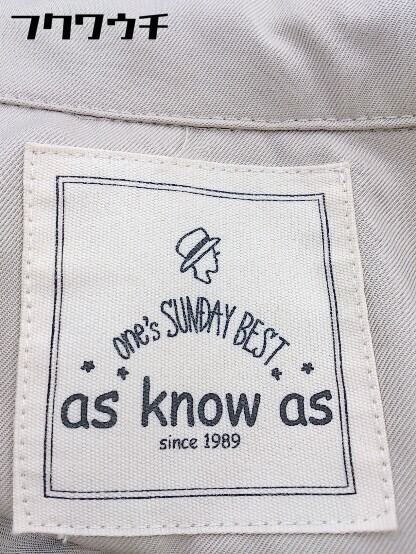 フクワウチ
one's SUNDAY BEST
as know as
since 1989